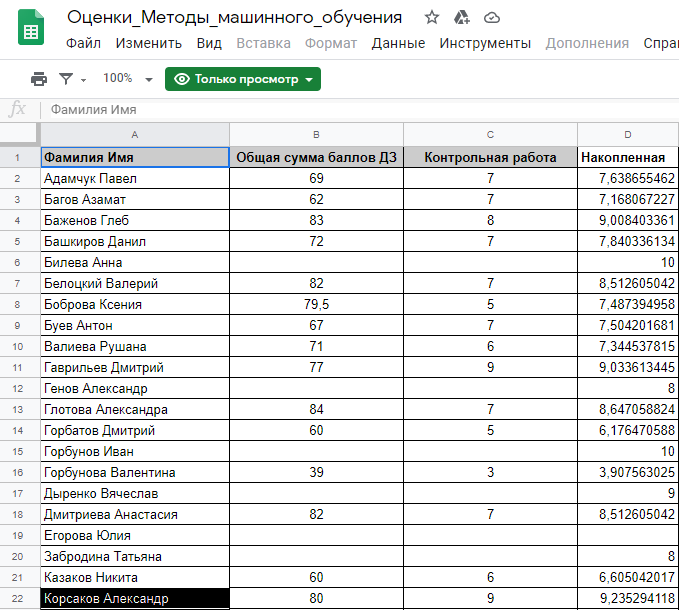 Оценки_Методы_машинного_обучения
Файл Изменить Вид Вставка Формат Данные Инструменты Дополнения Спра
100% Только просмотр
fx Фамилия Имя
A B C D
1 Фамилия Имя Общая сумма баллов ДЗ Контрольная работа Накопленная
2 Адамчук Павел 69 7 7,638655462
3 Багов Азамат 62 7 7,168067227
4 Баженов Глеб 83 8 9,008403361
5 Башкиров Данил 72 7 7,840336134
6 Билева Анна 10
7 Белоцкий Валерий 82 7 8,512605042
8 Боброва Ксения 79,5 5 7,487394958
9 Буев Антон 67 7 7,504201681
10 Валиева Рушана 71 6 7,344537815
11 Гаврильев Дмитрий 77 9 9,033613445
12 Генов Александр 8
13 Глотова Александра 84 7 8,647058824
14 Горбатов Дмитрий 60 5 6,176470588
15 Горбунов Иван 10
16 Горбунова Валентина 39 3 3,907563025
17 Дыренко Вячеслав 9
18 Дмитриева Анастасия 82 7 8,512605042
19 Егорова Юлия
20 Забродина Татьяна 8
21 Казаков Никита 60 6 6,605042017
22 Корсаков Александр 80 9 9,235294118